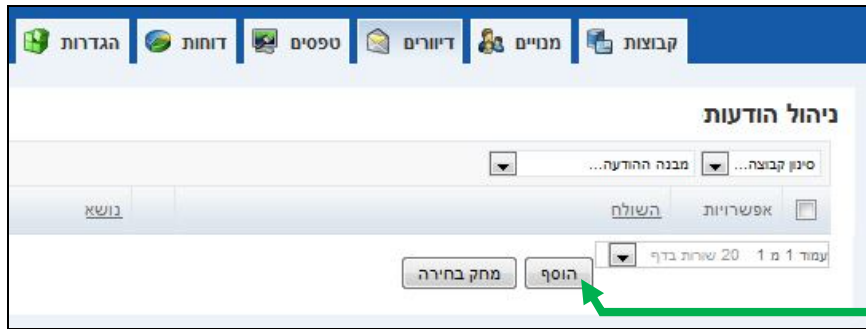 קבוצות מנויים דיוורים טפסים דוחות הגדרות
ניהול הודעות
סינון קבוצה... מבנה ההודעה...
אפשרויות השולח נושא
עמוד 1 מ 1 20 שורות בדף
הוסף מחק בחירה